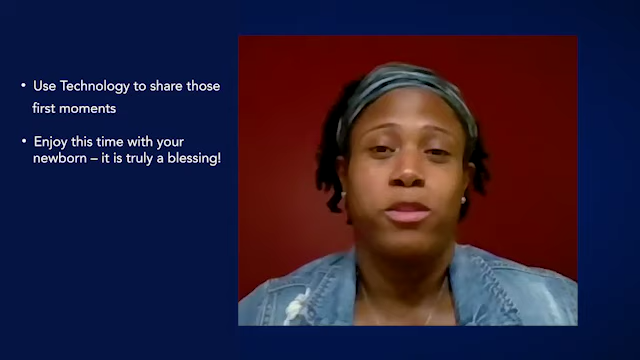 • Use Technology to share those
first moments
• Enjoy this time with your
newborn – it is truly a blessing!